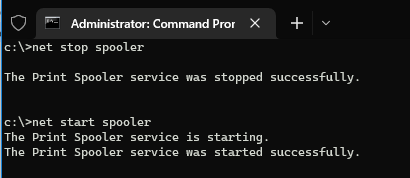 Administrator: Command Pror
c:\>net stop spooler
The Print Spooler service was stopped successfully.
c:\>net start spooler
The Print Spooler service is starting.
The Print Spooler service was started successfully.